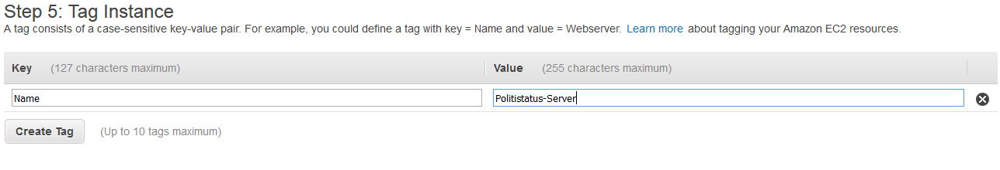 Step 5: Tag Instance
A tag consists of a case-sensitive key-value pair. For example, you could define a tag with key = Name and value = Webserver. Learn more about tagging your Amazon EC2 resources.
Key (127 characters maximum) Value (255 characters maximum)
Name Politistatus-Server
Create Tag (Up to 10 tags maximum)